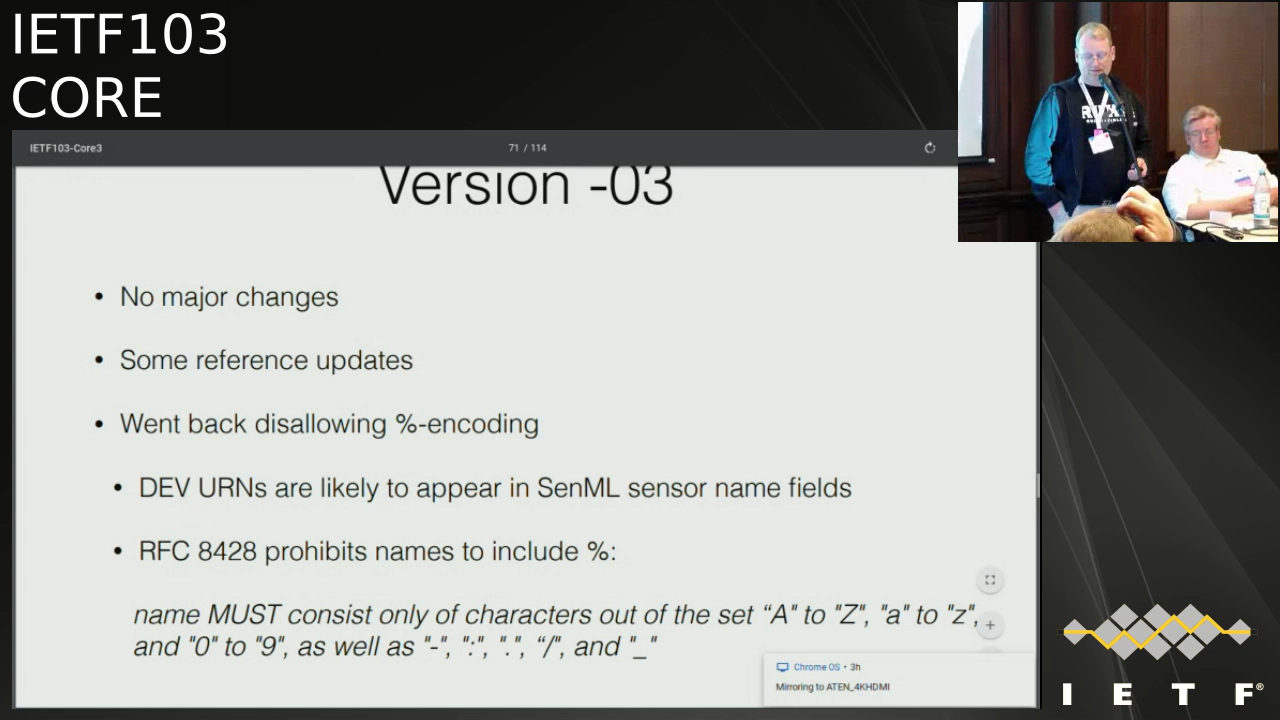 IETF103
CORE
IETF103-Core3
71 / 114
Version -03
• No major changes
• Some reference updates
• Went back disallowing %-encoding
• DEV URNs are likely to appear in SenML sensor name fields
• RFC 8428 prohibits names to include %:
name MUST consist only of characters out of the set “A" to "Z", "a" to "z",
and "0" to "9", as well as "-", ":", ".", “/", and "_"
Chrome OS • 3h
Mirroring to ATEN_4KHDMI
I E T F®